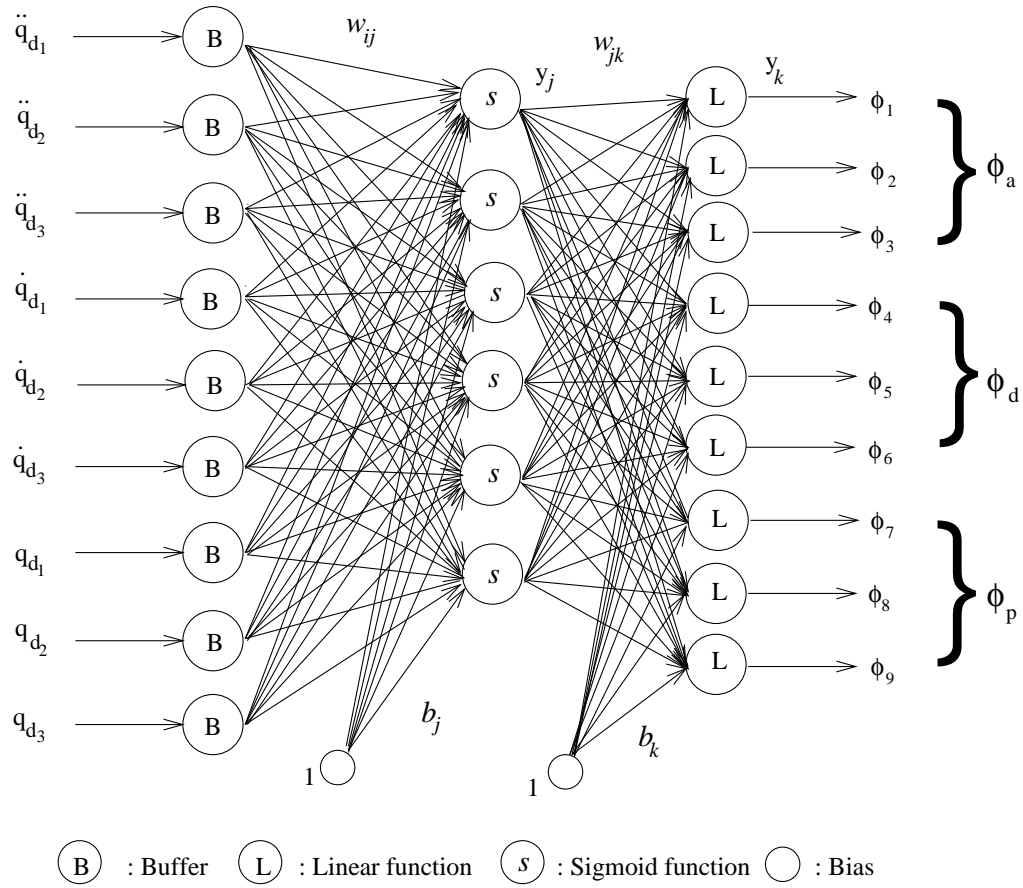 q̈d1 B wij
q̈d2 B
q̈d3 B
q̇d1 B
q̇d2 B
q̇d3 B
qd1 B
qd2 B
qd3 B
s yj wjk
s
s
s
s
s
1 bj
1 bk
L yk ϕ1
L ϕ2
L ϕ3
ϕa
L ϕ4
L ϕ5
L ϕ6
ϕd
L ϕ7
L ϕ8
L ϕ9
ϕp
B : Buffer L : Linear function s : Sigmoid function : Bias